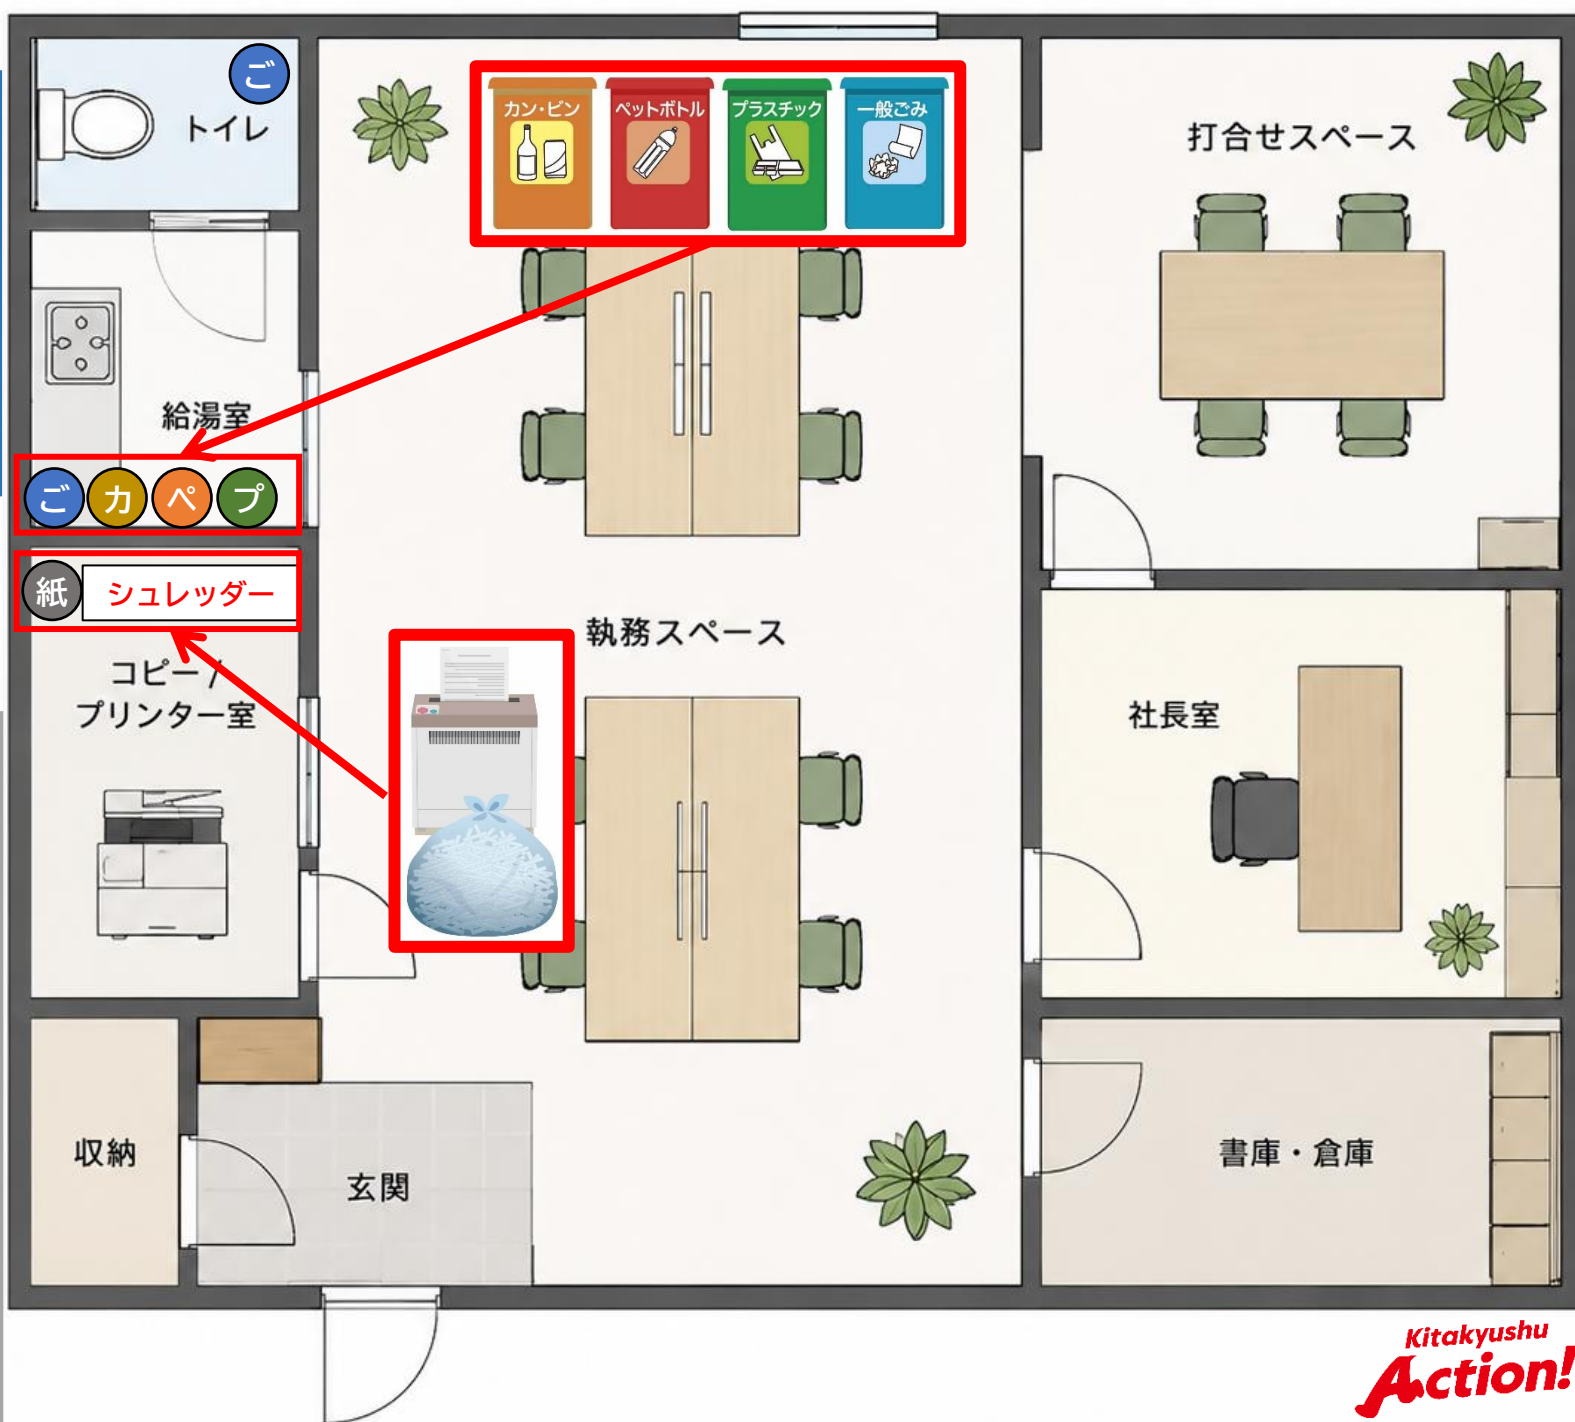 ご
トイレ
カン・ビン
ペットボトル
プラスチック
一般ごみ
打合せスペース
給湯室
ご
カ
ペ
プ
紙
シュレッダー
コピー /
プリンター室
執務スペース
社長室
収納
玄関
書庫・倉庫
Kitakyushu
Action!